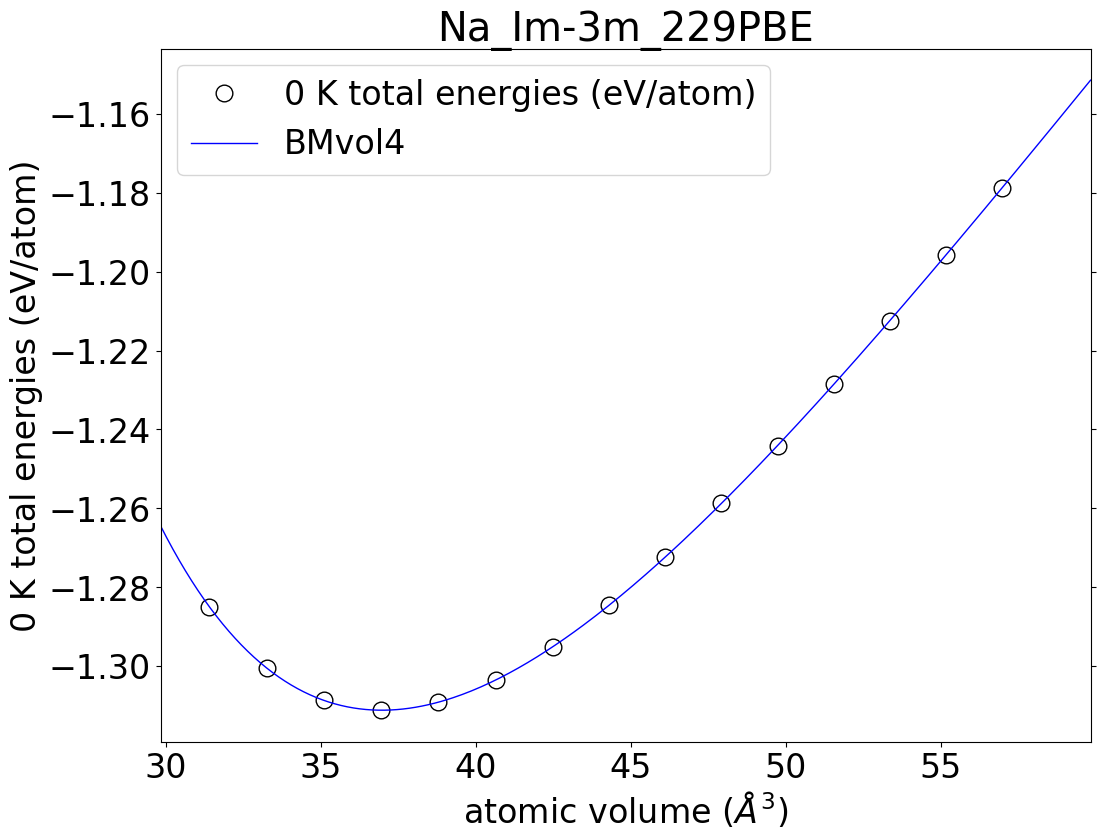 Na_Im-3m_229PBE
0 K total energies (eV/atom)
BMvol4
0 K total energies (eV/atom)
−1.16
−1.18
−1.20
−1.22
−1.24
−1.26
−1.28
−1.30
30 35 40 45 50 55
atomic volume (Å³)